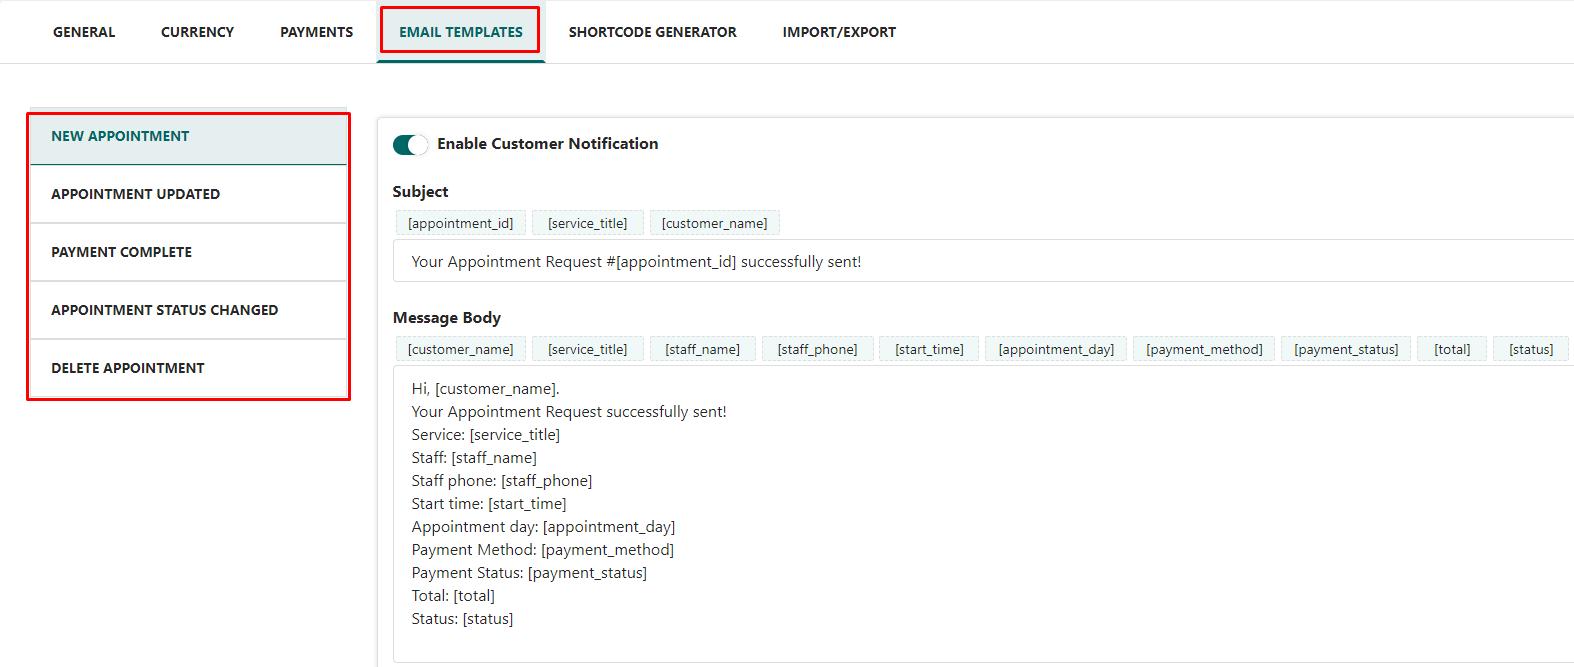 GENERAL CURRENCY PAYMENTS EMAIL TEMPLATES SHORTCODE GENERATOR IMPORT/EXPORT
NEW APPOINTMENT
APPOINTMENT UPDATED
PAYMENT COMPLETE
APPOINTMENT STATUS CHANGED
DELETE APPOINTMENT
Enable Customer Notification
Subject
[appointment_id] [service_title] [customer_name]
Your Appointment Request #[appointment_id] successfully sent!
Message Body
[customer_name] [service_title] [staff_name] [staff_phone] [start_time] [appointment_day] [payment_method] [payment_status] [total] [status]
Hi, [customer_name].
Your Appointment Request successfully sent!
Service: [service_title]
Staff: [staff_name]
Staff phone: [staff_phone]
Start time: [start_time]
Appointment day: [appointment_day]
Payment Method: [payment_method]
Payment Status: [payment_status]
Total: [total]
Status: [status]